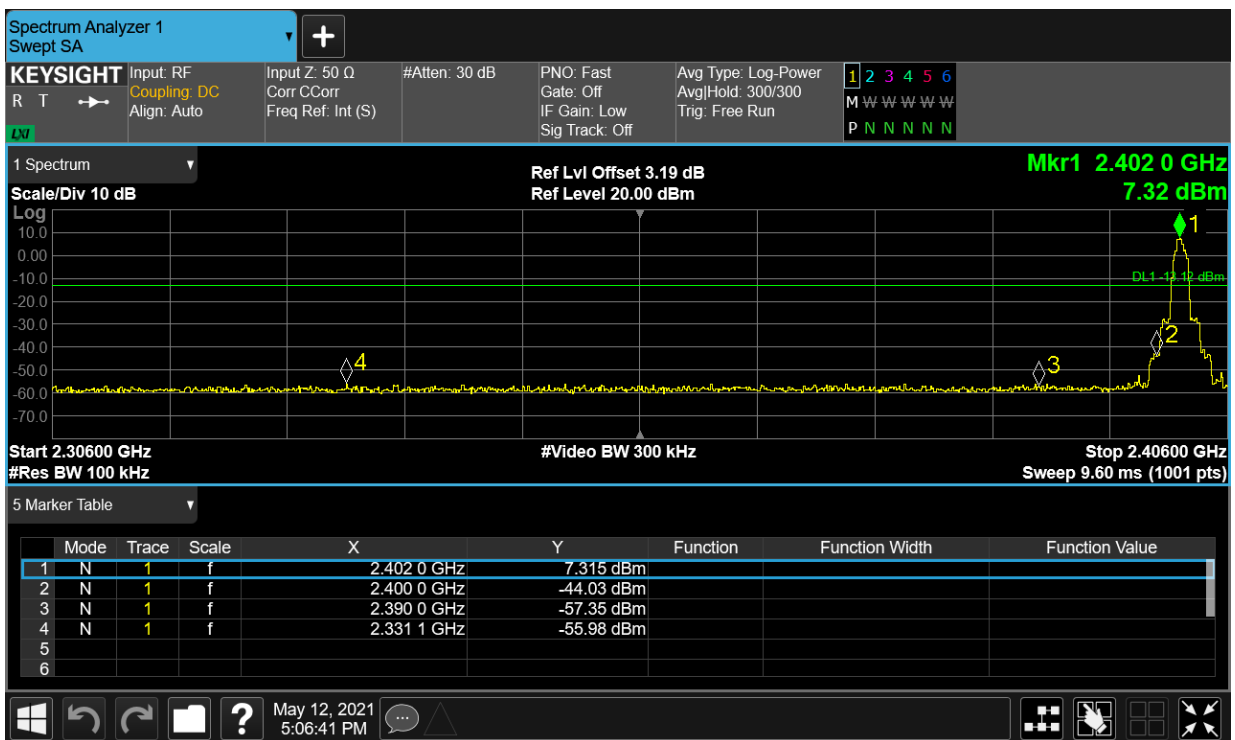 Spectrum Analyzer 1
Swept SA
+
KEYSIGHT
R T
LXI
Input: RF
Coupling: DC
Align: Auto
Input Z: 50 Ω
Corr CCorr
Freq Ref: Int (S)
#Atten: 30 dB
PNO: Fast
Gate: Off
IF Gain: Low
Sig Track: Off
Avg Type: Log-Power
Avg|Hold: 300/300
Trig: Free Run
1 2 3 4 5 6
M W W W W W
P N N N N N
1 Spectrum
Scale/Div 10 dB
Ref Lvl Offset 3.19 dB
Ref Level 20.00 dBm
Mkr1 2.402 0 GHz
7.32 dBm
Log
10.0
0.00
-10.0
-20.0
-30.0
-40.0
-50.0
-60.0
-70.0
1
DL1 -13.12 dBm
2
3
4
Start 2.30600 GHz
#Video BW 300 kHz
Stop 2.40600 GHz
#Res BW 100 kHz
Sweep 9.60 ms (1001 pts)
5 Marker Table
Mode Trace Scale X Y Function Function Width Function Value
1 N 1 f 2.402 0 GHz 7.315 dBm
2 N 1 f 2.400 0 GHz -44.03 dBm
3 N 1 f 2.390 0 GHz -57.35 dBm
4 N 1 f 2.331 1 GHz -55.98 dBm
5
6
?
May 12, 2021
5:06:41 PM